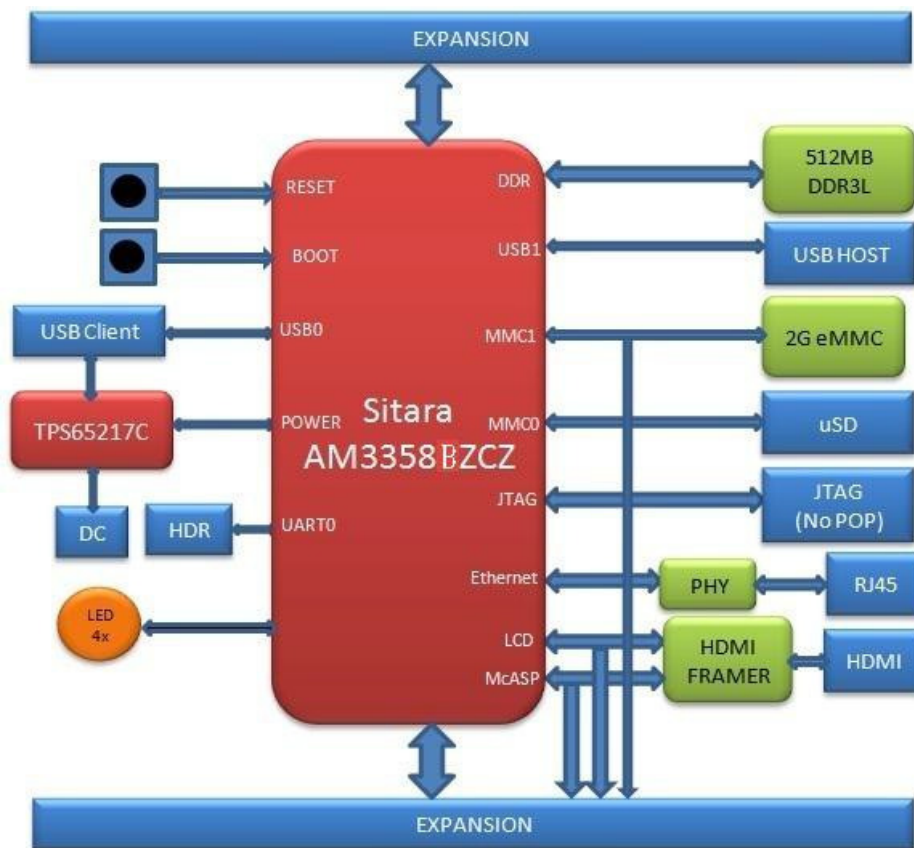 EXPANSION
RESET
DDR
512MB
DDR3L
BOOT
USB1
USB HOST
USB Client
USB0
MMC1
2G eMMC
TPS65217C
POWER
Sitara
AM3358BZCZ
MMC0
uSD
DC
HDR
UART0
JTAG
JTAG
(No POP)
Ethernet
PHY
RJ45
LED
4x
LCD
McASP
HDMI
FRAMER
HDMI
EXPANSION